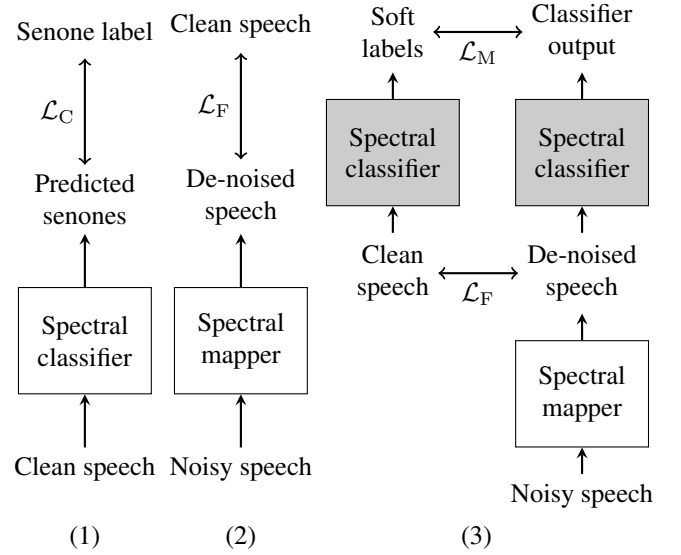 Senone label
ℒ_C
Predicted
senones
Spectral
classifier
Clean speech
(1)
Clean speech
ℒ_F
De-noised
speech
Spectral
mapper
Noisy speech
(2)
Soft
labels
ℒ_M
Classifier
output
Spectral
classifier
Spectral
classifier
Clean
speech
ℒ_F
De-noised
speech
Spectral
mapper
Noisy speech
(3)